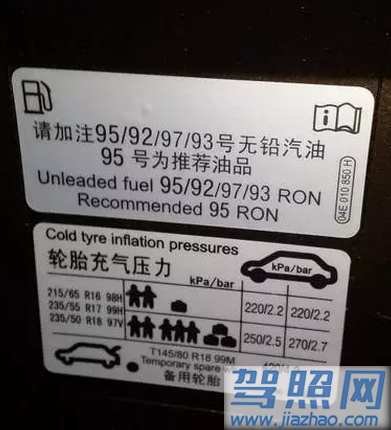 请加注95/92/97/93号无铅汽油
95 号为推荐油品
Unleaded fuel 95/92/97/93 RON
Recommended 95 RON
04E 010 850 H
Cold tyre inflation pressures
轮胎充气压力
kPa/bar
kPa/bar
215/65 R16 98H
235/55 R17 99H
235/50 R18 97V
220/2.2 220/2.2
250/2.5 270/2.7
T145/80 R18 99M
Temporary spare
备用轮胎
驾照网
www.jiazhao.com